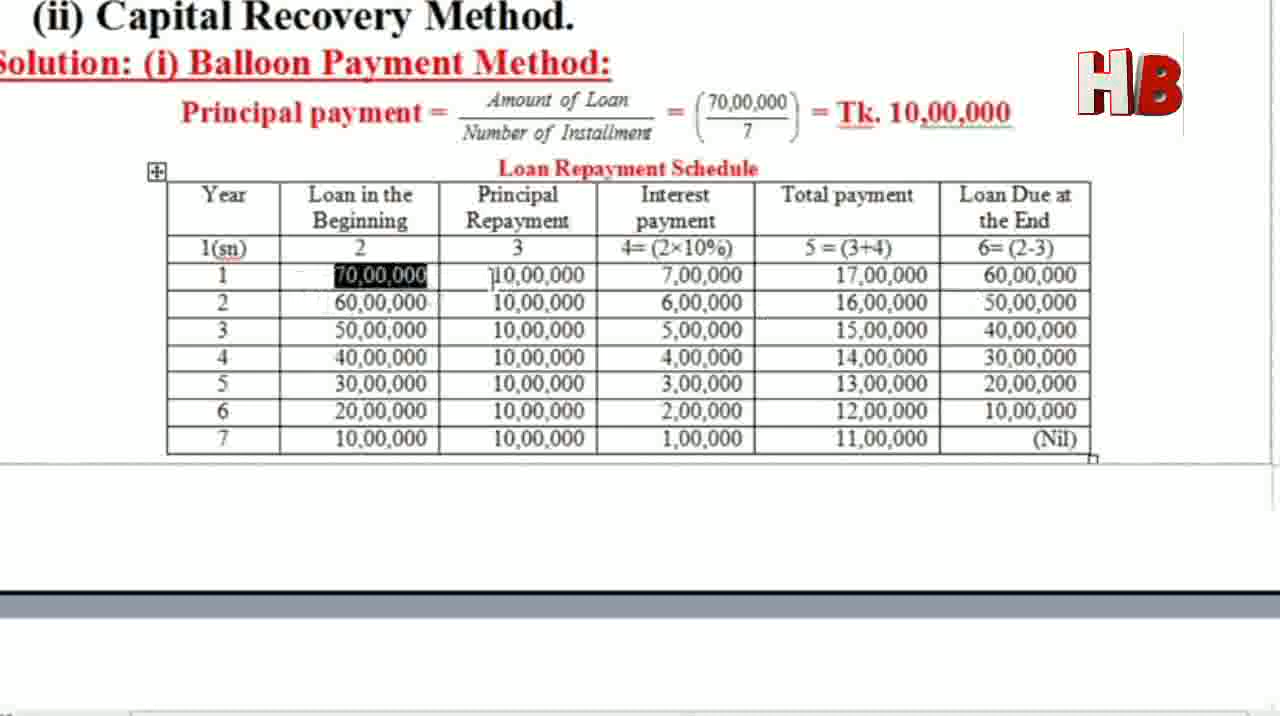 (ii) Capital Recovery Method.
Solution: (i) Balloon Payment Method:
Principal payment = Amount of Loan / Number of Installment = (70,00,000 / 7) = Tk. 10,00,000
HB
Loan Repayment Schedule
Year Loan in the Beginning Principal Repayment Interest payment Total payment Loan Due at the End
1(sn) 2 3 4= (2×10%) 5 = (3+4) 6= (2-3)
1 70,00,000 10,00,000 7,00,000 17,00,000 60,00,000
2 60,00,000 10,00,000 6,00,000 16,00,000 50,00,000
3 50,00,000 10,00,000 5,00,000 15,00,000 40,00,000
4 40,00,000 10,00,000 4,00,000 14,00,000 30,00,000
5 30,00,000 10,00,000 3,00,000 13,00,000 20,00,000
6 20,00,000 10,00,000 2,00,000 12,00,000 10,00,000
7 10,00,000 10,00,000 1,00,000 11,00,000 (Nil)